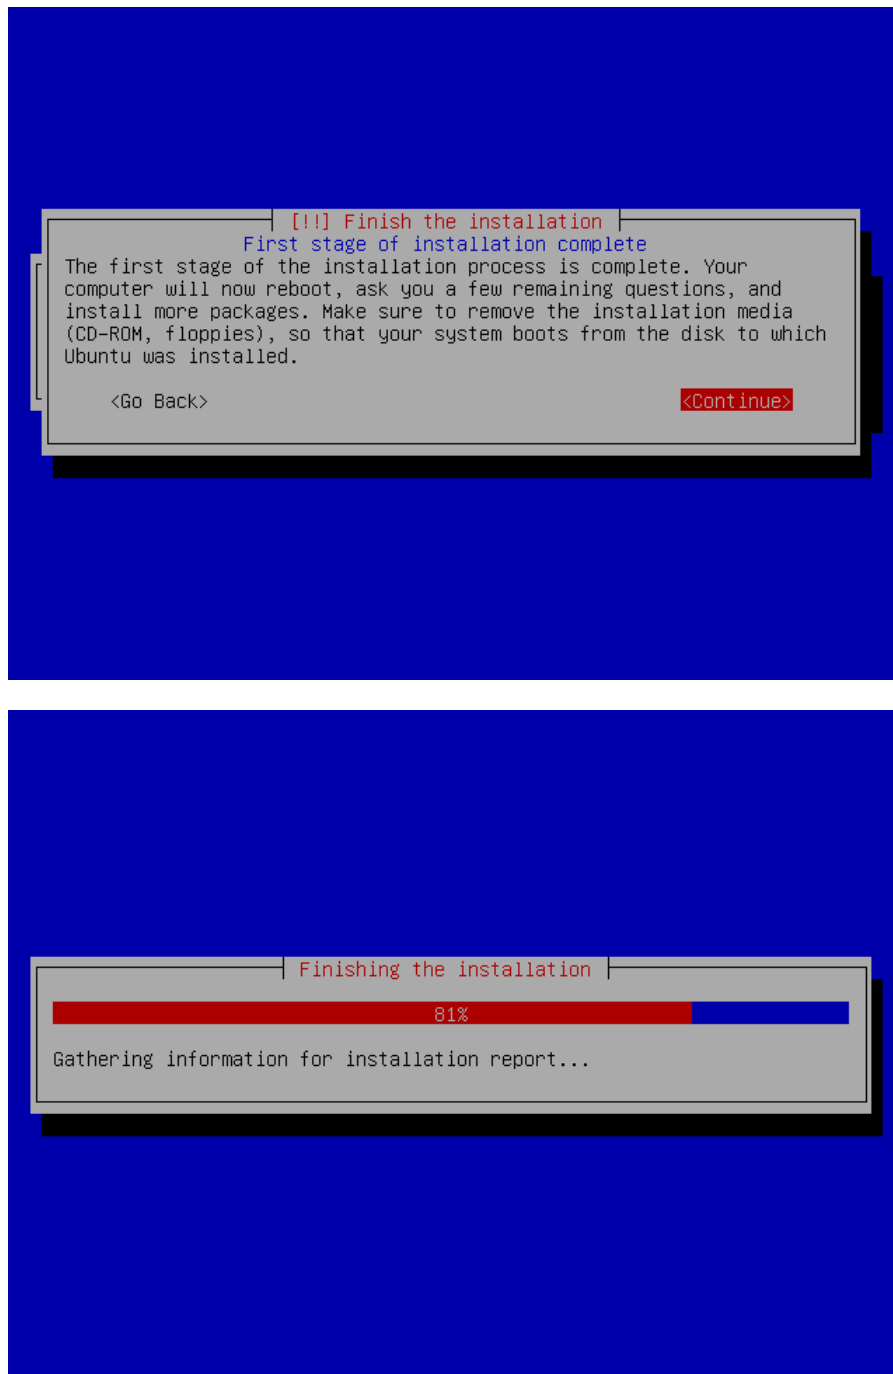 [!!] Finish the installation
First stage of installation complete
The first stage of the installation process is complete. Your
computer will now reboot, ask you a few remaining questions, and
install more packages. Make sure to remove the installation media
(CD-ROM, floppies), so that your system boots from the disk to which
Ubuntu was installed.
<Go Back> <Continue>
Finishing the installation
81%
Gathering information for installation report...